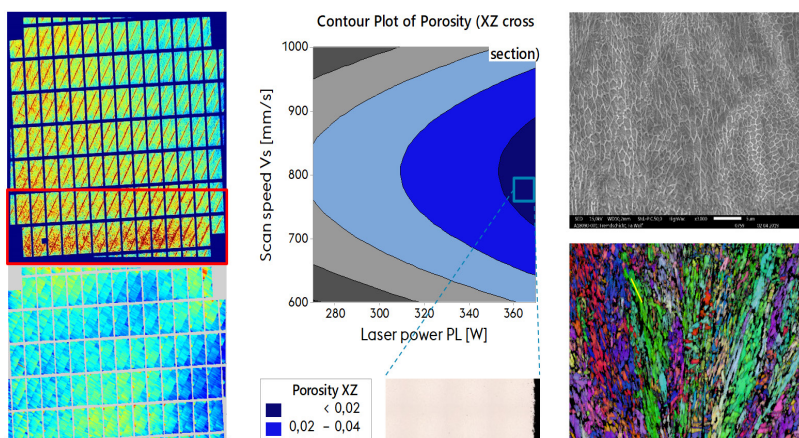 Contour Plot of Porosity (XZ cross
section)
1000
900
800
700
600
Scan speed Vs [mm/s]
280
300
320
340
360
Laser power PL [W]
Porosity XZ
< 0,02
0,02 – 0,04